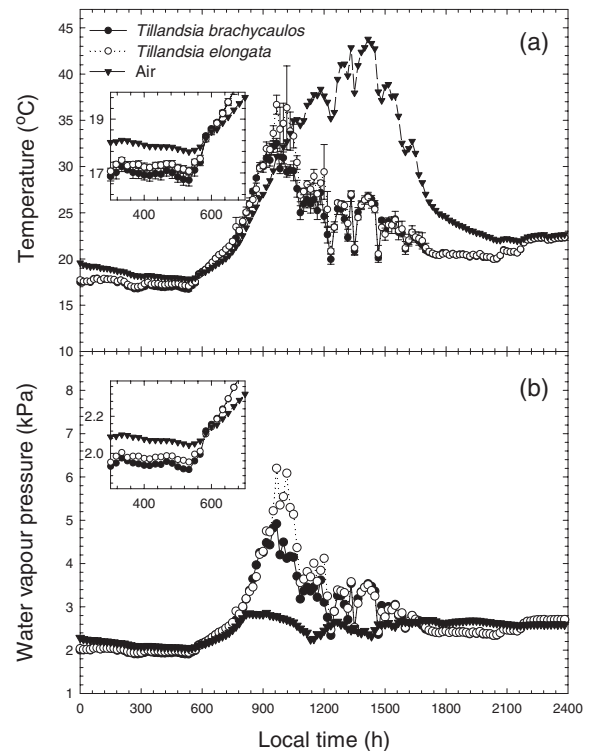 Tillandsia brachycaulos
Tillandsia elongata
Air
(a)
Temperature (°C)
45
40
35
30
25
20
15
10
19
17
400 600
(b)
Water vapour pressure (kPa)
8
7
6
5
4
3
2
1
2.2
2.0
400 600
0 300 600 900 1200 1500 1800 2100 2400
Local time (h)